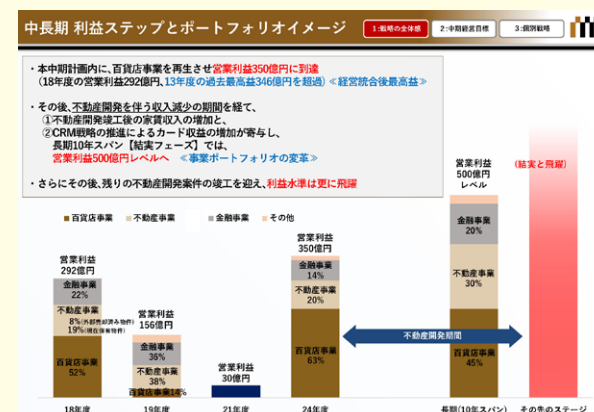 中長期 利益ステップとポートフォリオイメージ
1:戦略の全体感
2:中期経営目標
3:個別戦略
・本中期計画内に、百貨店事業を再生させ営業利益350億円に到達
（18年度の営業利益292億円、13年度の過去最高益346億円を超過）≪経営統合後最高益≫
・その後、不動産開発を伴う収入減少の期間を経て、
①不動産開発竣工後の家賃収入の増加と、
②CRM戦略の推進によるカード収益の増加が寄与し、
長期10年スパン【結実フェーズ】では、
営業利益500億円レベルへ ≪事業ポートフォリオの変革≫
・さらにその後、残りの不動産開発案件の竣工を迎え、利益水準は更に飛躍
百貨店事業 不動産事業 金融事業 その他
営業利益
292億円
金融事業
22%
不動産事業
8%(外部売却済み物件)
19%(現在保有物件)
百貨店事業
52%
営業利益
156億円
金融事業
36%
不動産事業
38%
百貨店事業14%
営業利益
30億円
営業利益
350億円
金融事業
14%
不動産事業
20%
百貨店事業
63%
不動産開発期間
営業利益
500億円
レベル
金融事業
20%
不動産事業
30%
百貨店事業
45%
（結実と飛躍）
18年度 19年度 21年度 24年度 長期(10年スパン) その先のステージ